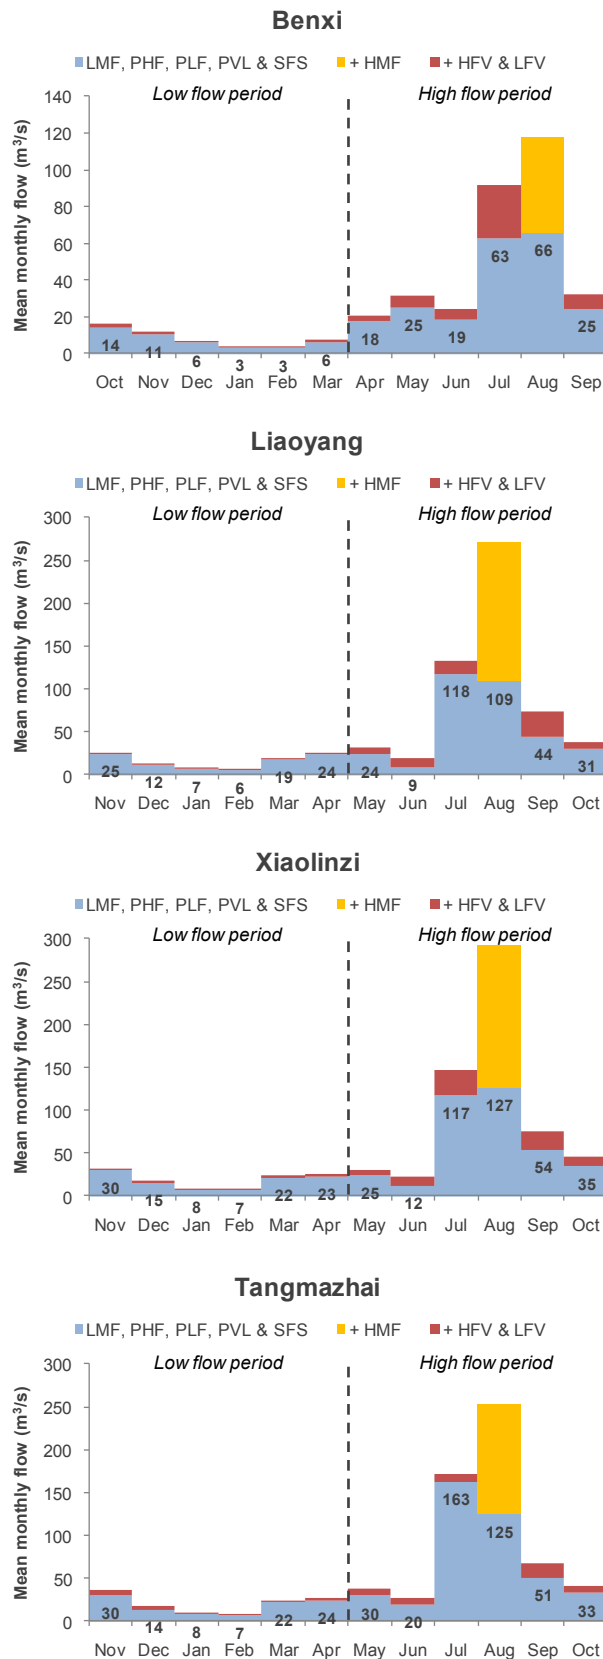 Benxi
LMF, PHF, PLF, PVL & SFS + HMF + HFV & LFV
Low flow period High flow period
Mean monthly flow (m³/s)
140
120
100
80
60
40
20
0
14 11 6 3 3 6 18 25 19 63 66 25
Oct Nov Dec Jan Feb Mar Apr May Jun Jul Aug Sep
Liaoyang
LMF, PHF, PLF, PVL & SFS + HMF + HFV & LFV
Low flow period High flow period
Mean monthly flow (m³/s)
300
250
200
150
100
50
0
25 12 7 6 19 24 24 9 118 109 44 31
Nov Dec Jan Feb Mar Apr May Jun Jul Aug Sep Oct
Xiaolinzi
LMF, PHF, PLF, PVL & SFS + HMF + HFV & LFV
Low flow period High flow period
Mean monthly flow (m³/s)
300
250
200
150
100
50
0
30 15 8 7 22 23 25 12 117 127 54 35
Nov Dec Jan Feb Mar Apr May Jun Jul Aug Sep Oct
Tangmazhai
LMF, PHF, PLF, PVL & SFS + HMF + HFV & LFV
Low flow period High flow period
Mean monthly flow (m³/s)
300
250
200
150
100
50
0
30 14 8 7 22 24 30 20 163 125 51 33
Nov Dec Jan Feb Mar Apr May Jun Jul Aug Sep Oct